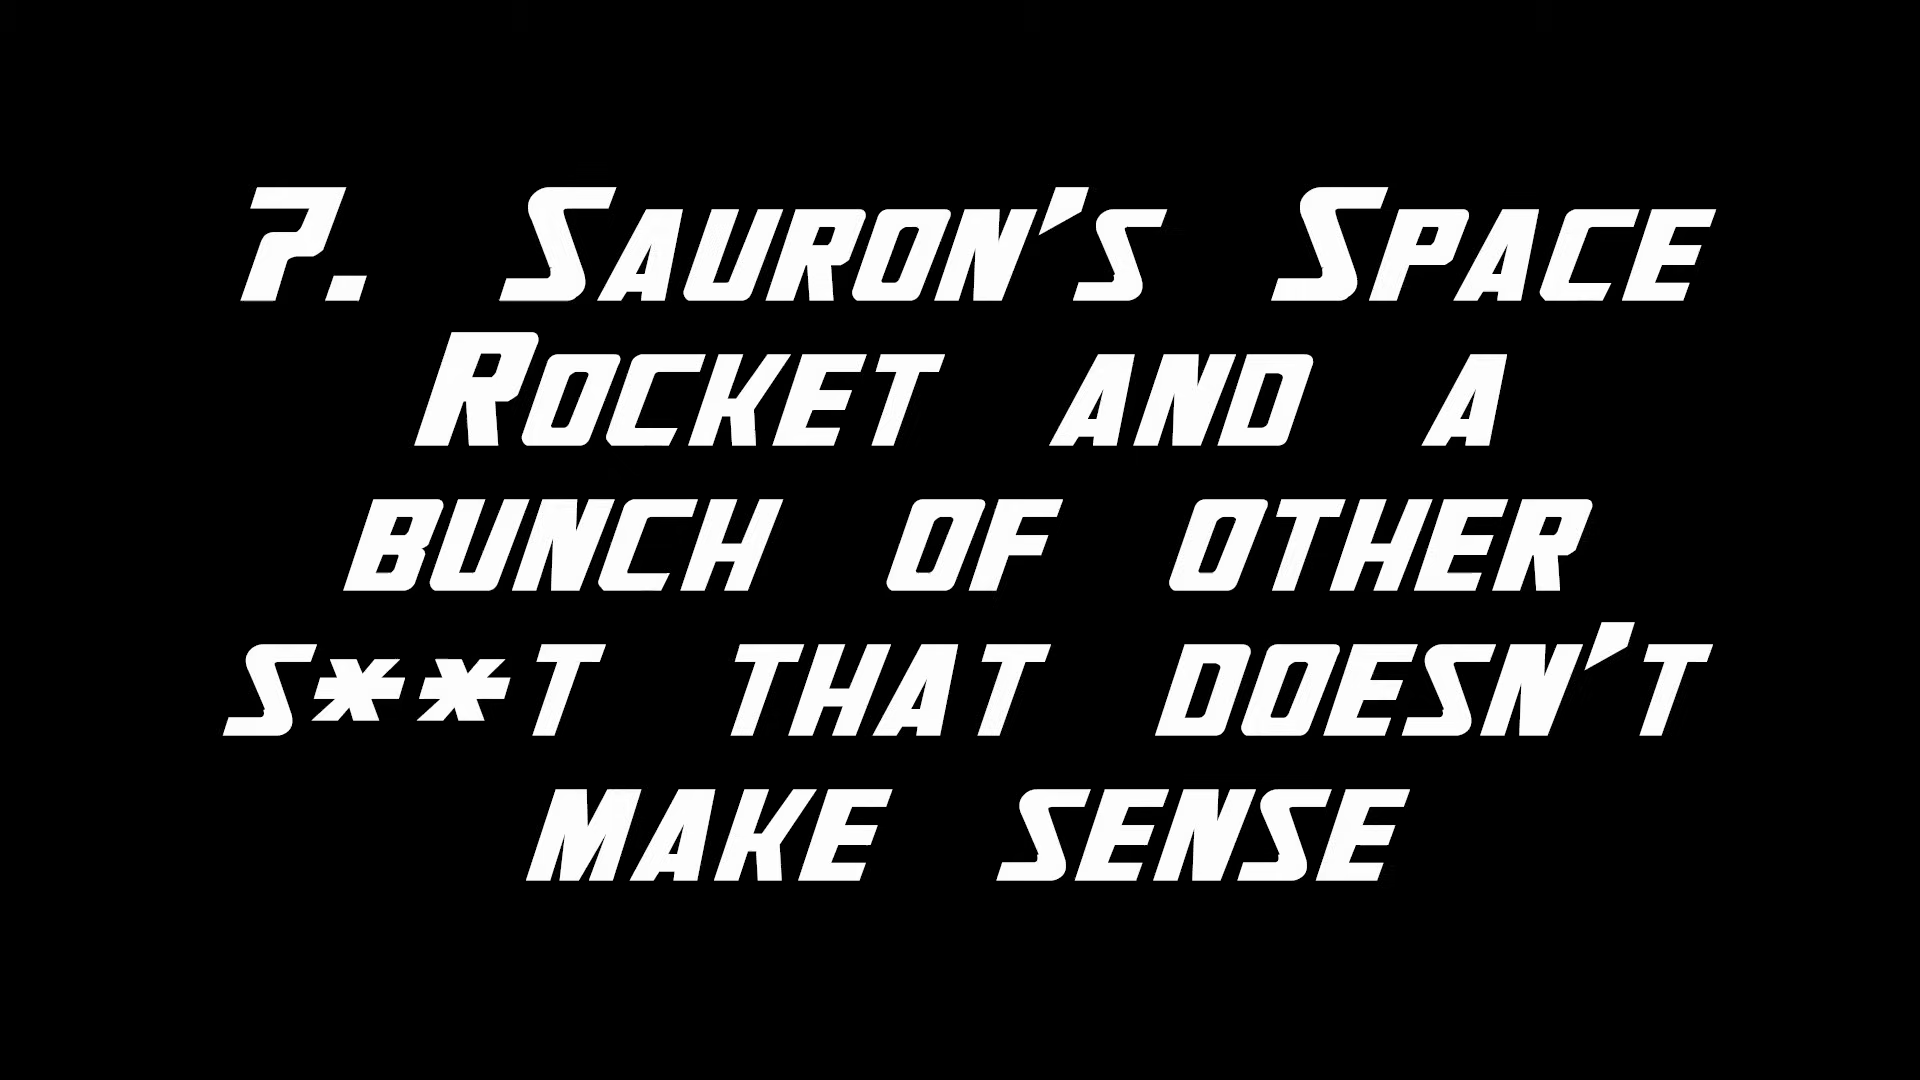 7. Sauron's Space
Rocket and a
bunch of other
s**t that doesn't
make sense